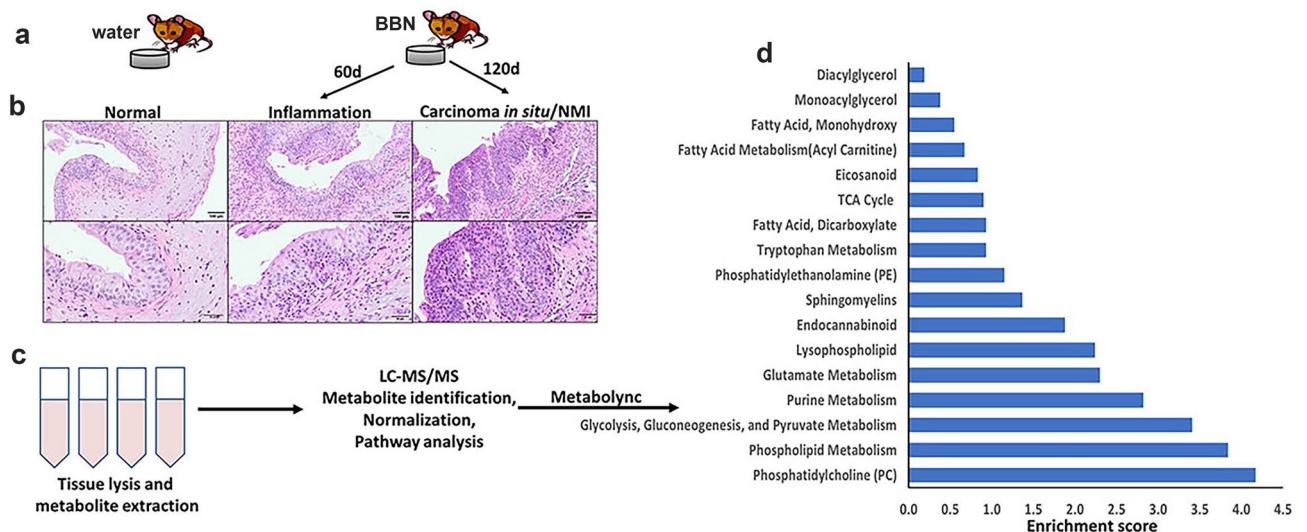 a
water
BBN
60d
120d
b
Normal
Inflammation
Carcinoma in situ/NMI
c
Tissue lysis and
metabolite extraction
LC-MS/MS
Metabolite identification,
Normalization,
Pathway analysis
Metabolync
d
Diacylglycerol
Monoacylglycerol
Fatty Acid, Monohydroxy
Fatty Acid Metabolism(Acyl Carnitine)
Eicosanoid
TCA Cycle
Fatty Acid, Dicarboxylate
Tryptophan Metabolism
Phosphatidylethanolamine (PE)
Sphingomyelins
Endocannabinoid
Lysophospholipid
Glutamate Metabolism
Purine Metabolism
Glycolysis, Gluconeogenesis, and Pyruvate Metabolism
Phospholipid Metabolism
Phosphatidylcholine (PC)
0.0 0.5 1.0 1.5 2.0 2.5 3.0 3.5 4.0 4.5
Enrichment score